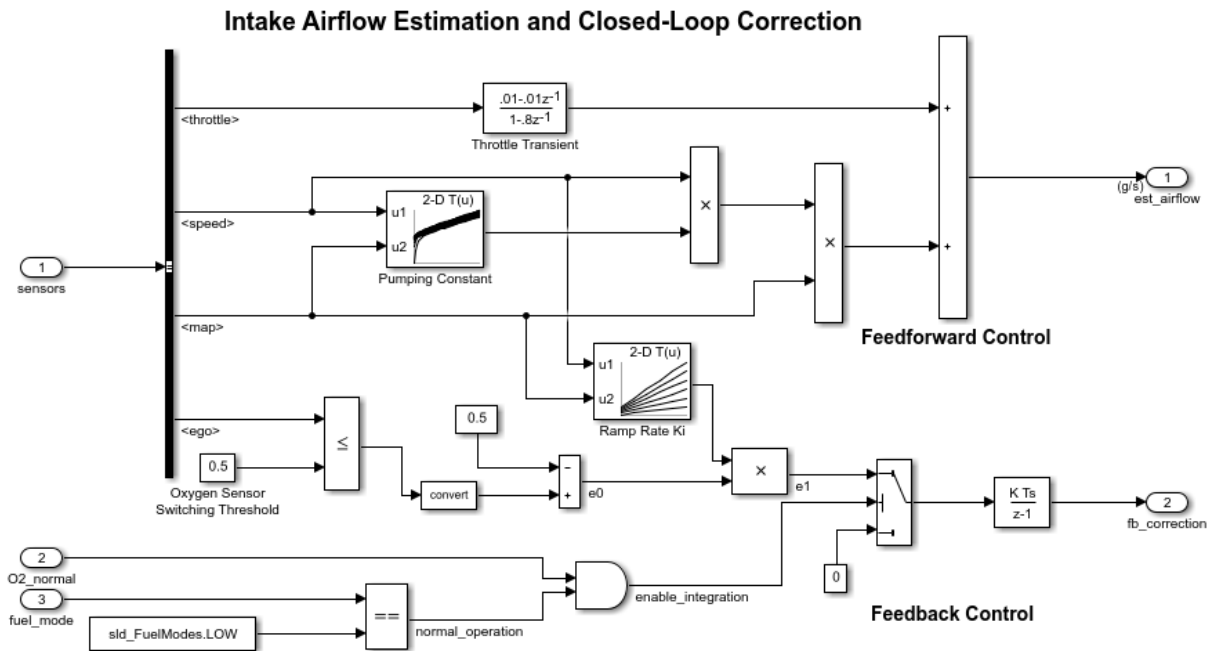 Intake Airflow Estimation and Closed-Loop Correction
<throttle>
.01-.01z-1
1-.8z-1
Throttle Transient
+
×
×
<speed>
2-D T(u)
u1
u2
Pumping Constant
(g/s)
1
est_airflow
+
1
sensors
<map>
Feedforward Control
2-D T(u)
u1
u2
Ramp Rate Ki
<ego>
≤
0.5
Oxygen Sensor
Switching Threshold
convert
0.5
−
+
e0
×
e1
K Ts
z-1
2
fb_correction
0
2
O2_normal
3
fuel_mode
sld_FuelModes.LOW
==
normal_operation
enable_integration
Feedback Control